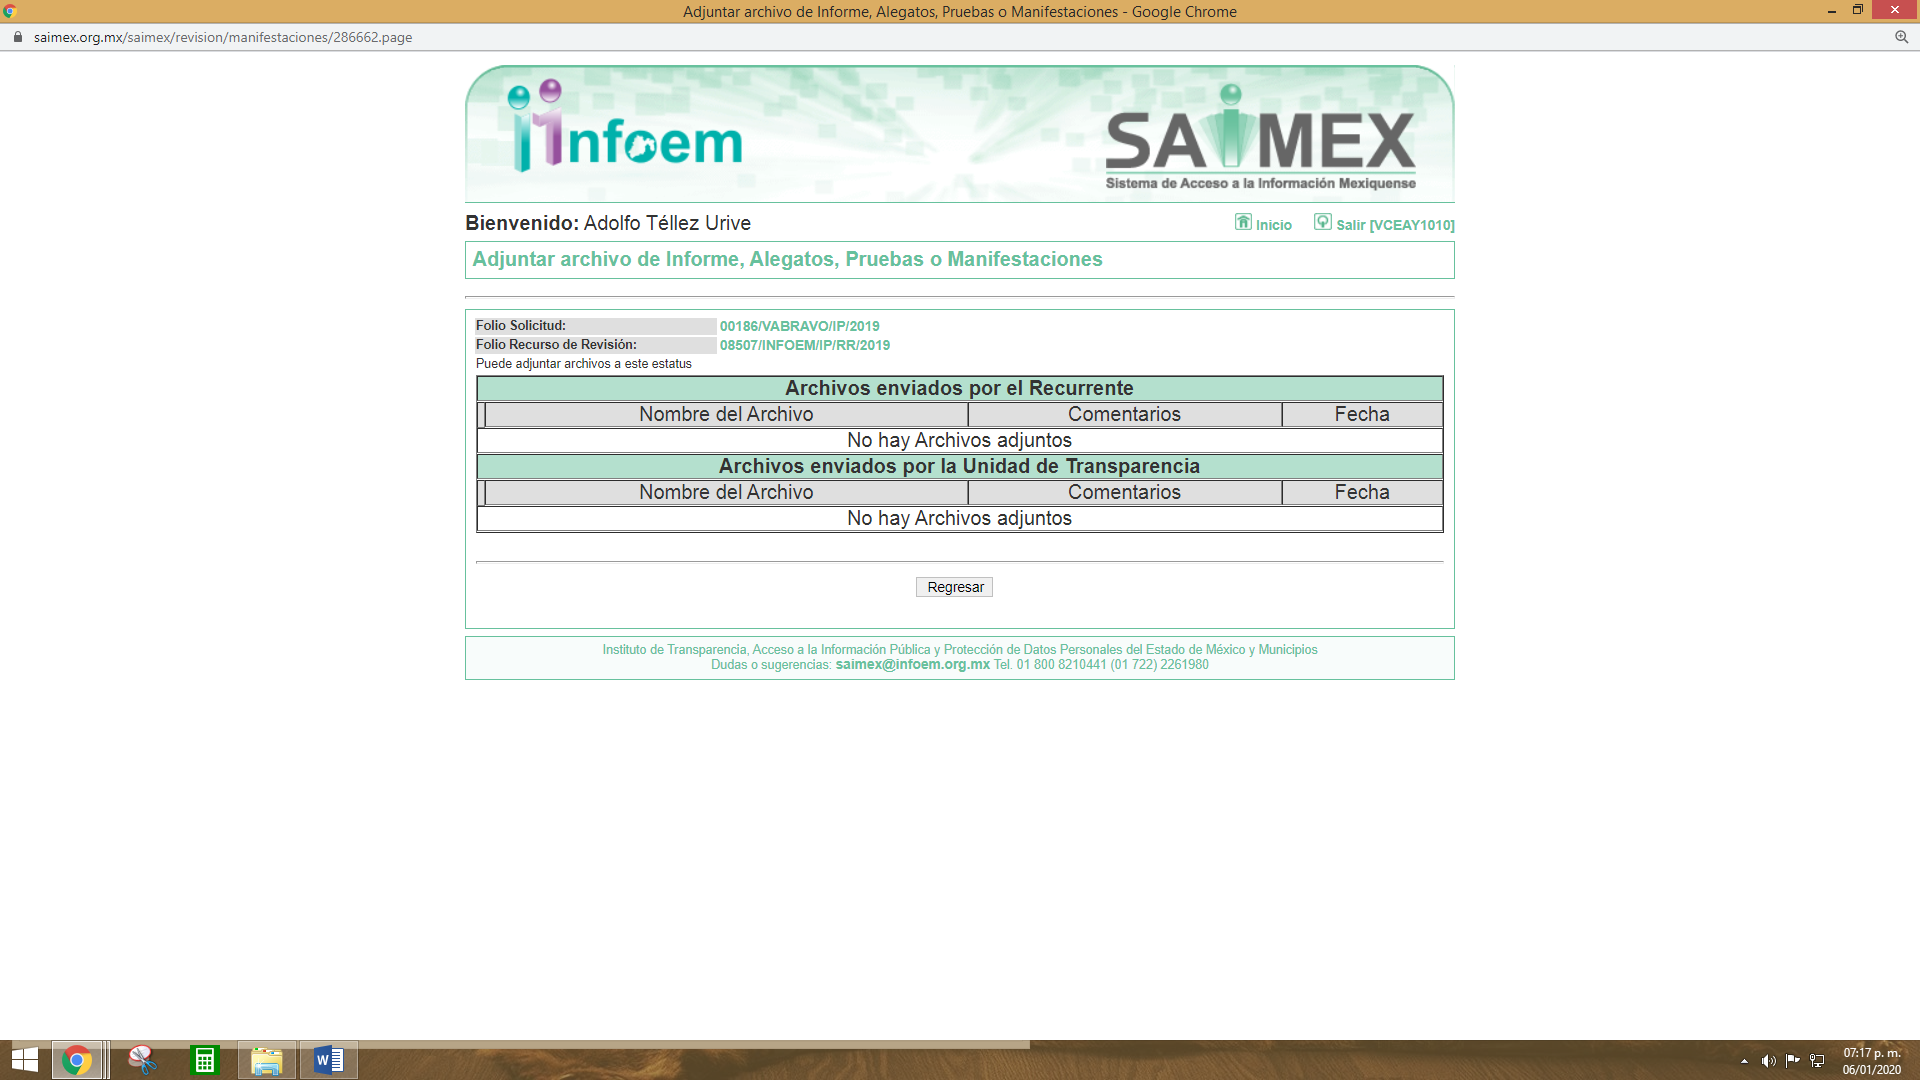 Adjuntar archivo de Informe, Alegatos, Pruebas o Manifestaciones - Google Chrome
saimex.org.mx/saimex/revision/manifestaciones/286662.page
infoem
SAIMEX
Sistema de Acceso a la Información Mexiquense
Bienvenido: Adolfo Téllez Urive
Inicio Salir [VCEAY1010]
Adjuntar archivo de Informe, Alegatos, Pruebas o Manifestaciones
Folio Solicitud: 00186/VABRAVO/IP/2019
Folio Recurso de Revisión: 08507/INFOEM/IP/RR/2019
Puede adjuntar archivos a este estatus
Archivos enviados por el Recurrente
Nombre del Archivo Comentarios Fecha
No hay Archivos adjuntos
Archivos enviados por la Unidad de Transparencia
Nombre del Archivo Comentarios Fecha
No hay Archivos adjuntos
Regresar
Instituto de Transparencia, Acceso a la Información Pública y Protección de Datos Personales del Estado de México y Municipios
Dudas o sugerencias: saimex@infoem.org.mx Tel. 01 800 8210441 (01 722) 2261980
07:17 p. m.
06/01/2020